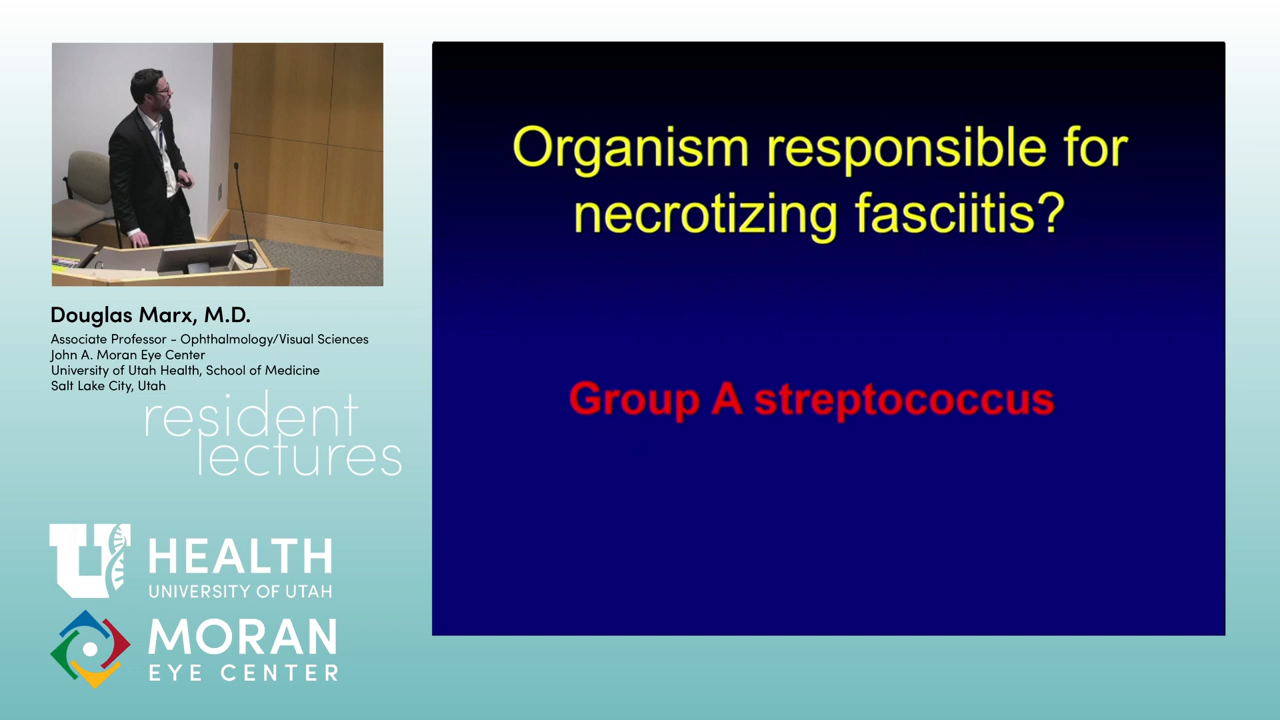 Organism responsible for
necrotizing fasciitis?
Group A streptococcus
Douglas Marx, M.D.
Associate Professor - Ophthalmology/Visual Sciences
John A. Moran Eye Center
University of Utah Health, School of Medicine
Salt Lake City, Utah
resident
lectures
U HEALTH
UNIVERSITY OF UTAH
MORAN
EYE CENTER